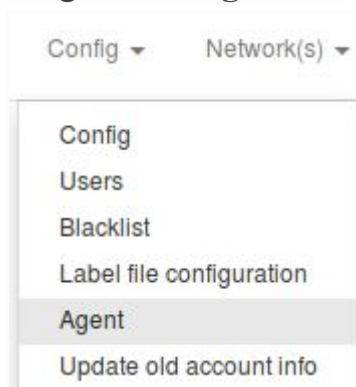 Config Network(s)
Config
Users
Blacklist
Label file configuration
Agent
Update old account info